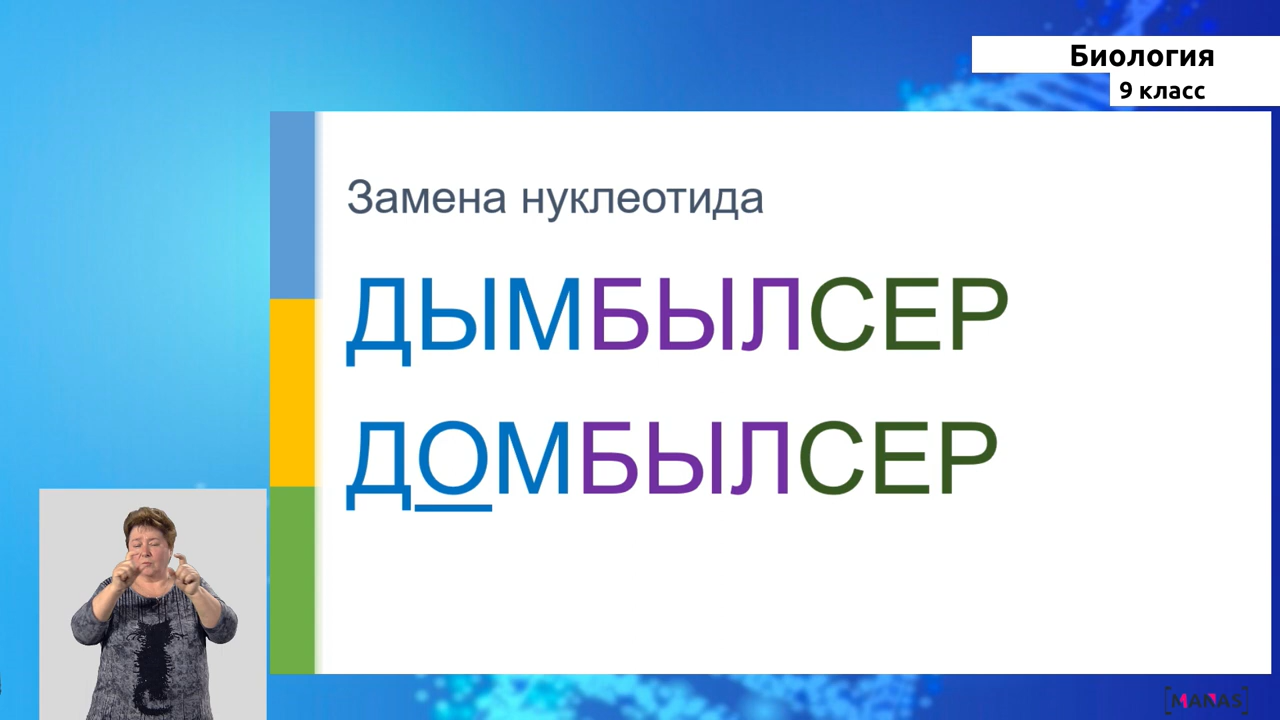 Биология
9 класс
Замена нуклеотида
ДЫМБЫЛСЕР
ДОМБЫЛСЕР
[MANAS]